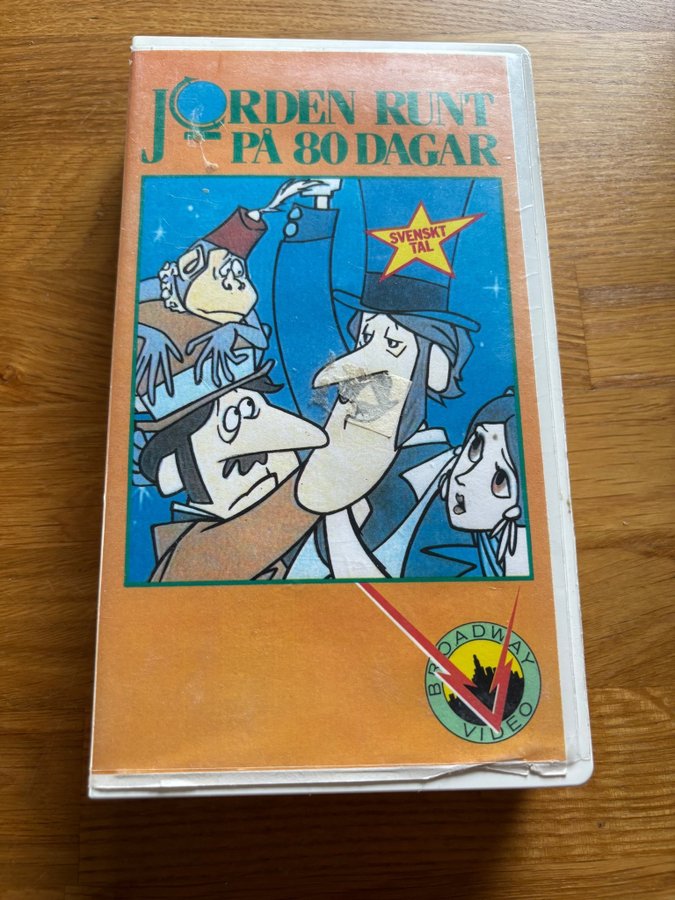 JORDEN RUNT
PÅ 80 DAGAR
SVENSKT
TAL
BROADWAY
VIDEO